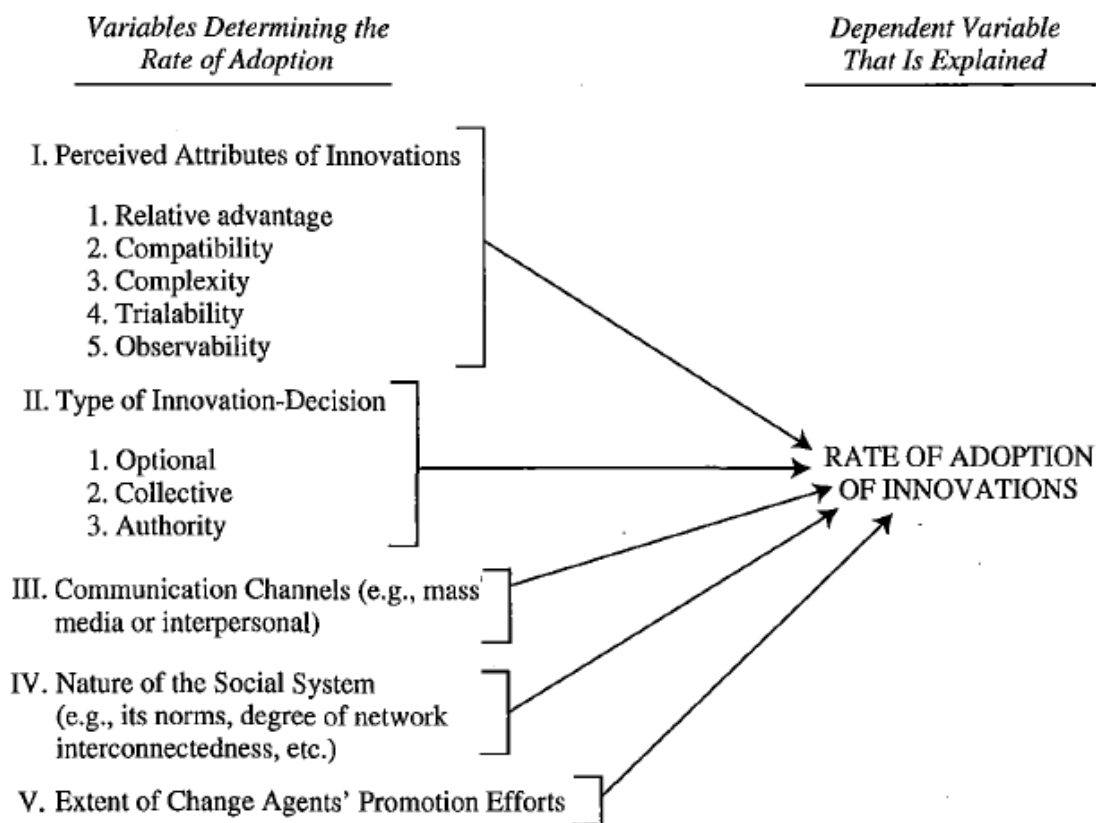 Variables Determining the
Rate of Adoption
Dependent Variable
That Is Explained
I. Perceived Attributes of Innovations
1. Relative advantage
2. Compatibility
3. Complexity
4. Trialability
5. Observability
II. Type of Innovation-Decision
1. Optional
2. Collective
3. Authority
RATE OF ADOPTION
OF INNOVATIONS
III. Communication Channels (e.g., mass
media or interpersonal)
IV. Nature of the Social System
(e.g., its norms, degree of network
interconnectedness, etc.)
V. Extent of Change Agents' Promotion Efforts